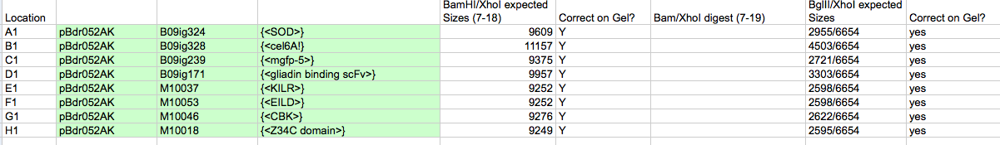 Location BamHI/XhoI expected Sizes (7-18) Correct on Gel? Bam/XhoI digest (7-19) BglII/XhoI expected Sizes Correct on Gel?
A1 pBdr052AK B09ig324 {<SOD>} 9609 Y 2955/6654 yes
B1 pBdr052AK B09ig328 {<cel6A!} 11157 Y 4503/6654 yes
C1 pBdr052AK B09ig239 {<mgfp-5>} 9375 Y 2721/6654 yes
D1 pBdr052AK B09ig171 {<gliadin binding scFv>} 9957 Y 3303/6654 yes
E1 pBdr052AK M10037 {<KILR>} 9252 Y 2598/6654 yes
F1 pBdr052AK M10053 {<EILD>} 9252 Y 2598/6654 yes
G1 pBdr052AK M10046 {<CBK>} 9276 Y 2622/6654 yes
H1 pBdr052AK M10018 {<Z34C domain>} 9249 Y 2595/6654 yes